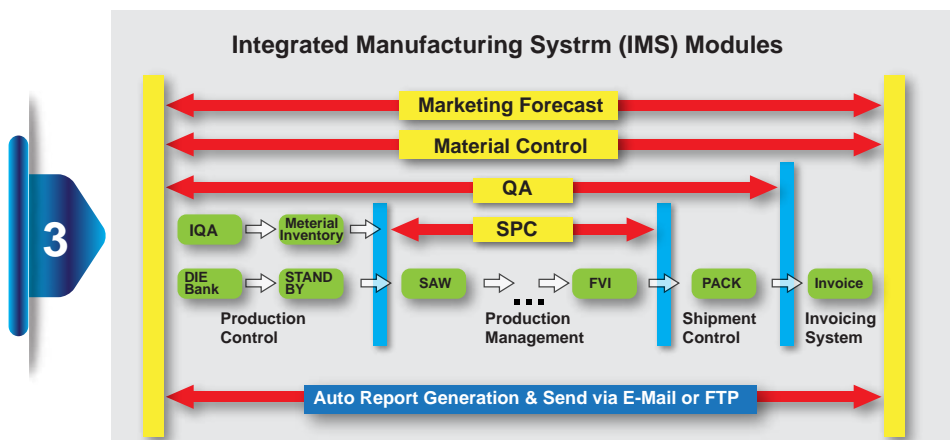 Integrated Manufacturing Systrm (IMS) Modules
Marketing Forecast
Material Control
QA
SPC
IQA
Meterial
Inventory
3
DIE
Bank
STAND
BY
SAW
...
FVI
PACK
Invoice
Production
Control
Production
Management
Shipment
Control
Invoicing
System
Auto Report Generation & Send via E-Mail or FTP